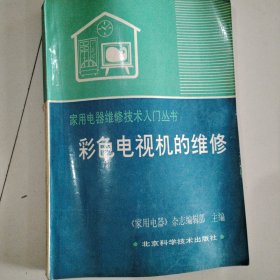 家用电器维修技术入门丛书
彩色电视机的维修
《家用电器》杂志编辑部 主编
北京科学技术出版社